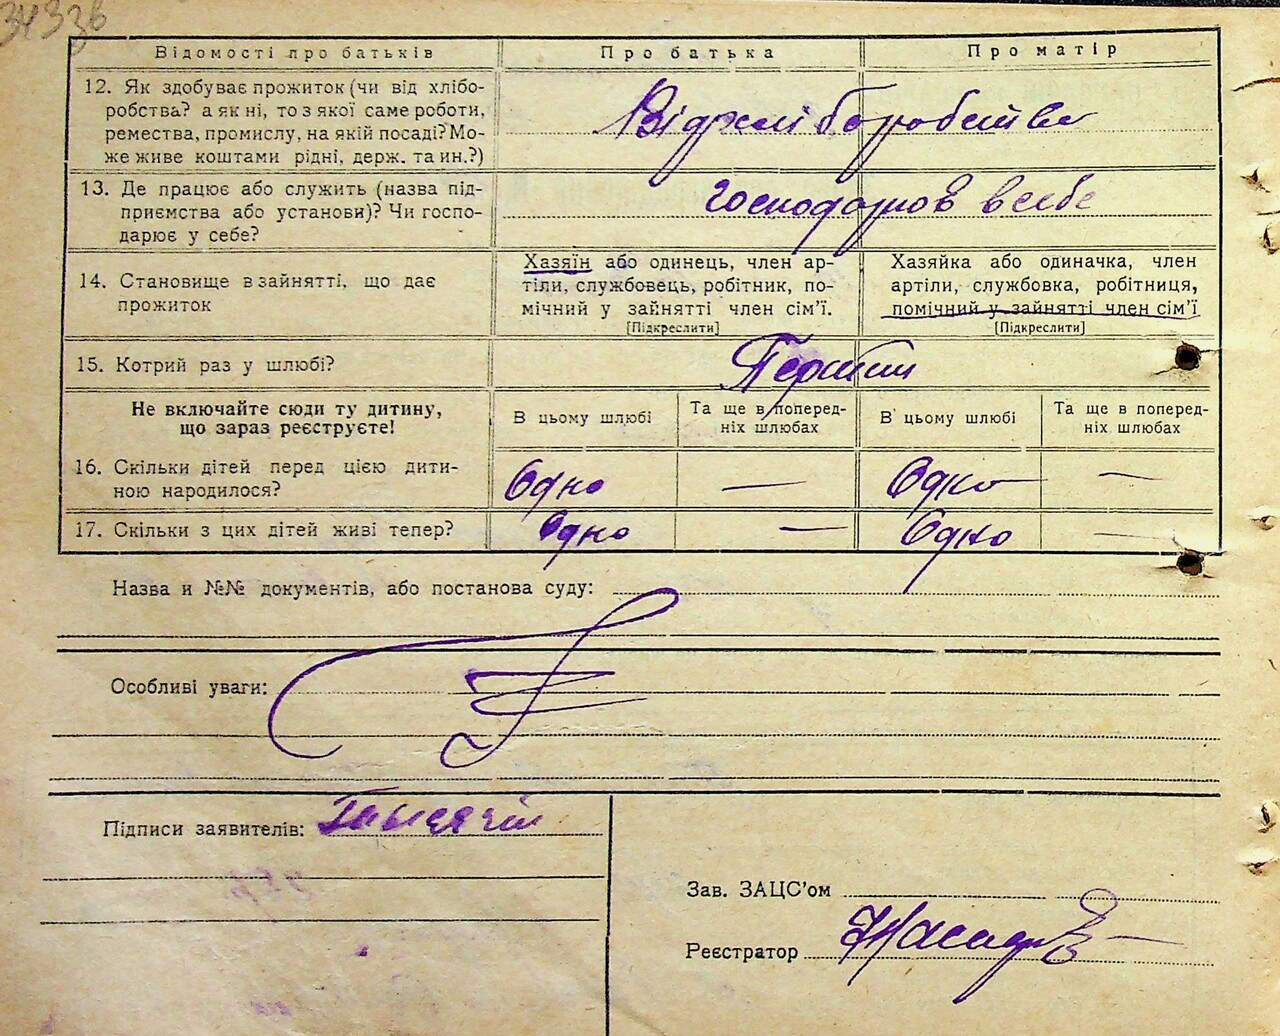 343зв
Відомості про батьків
Про батька
Про матір
12. Як здобуває прожиток (чи від хлібо-
робства? а як ні, то з якої саме роботи,
ремества, промислу, на якій посаді? Мо-
же живе коштами рідні, держ. та ин.?)
Від хліборобства
13. Де працює або служить (назва під-
приємства або установи)? Чи госпо-
дарює у себе?
в себе
14. Становище в зайнятті, що дає
прожиток
Хазяїн або одинець, член ар-
тілі, службовець, робітник, по-
мічний у зайнятті член сім’ї.
[Підкреслити]
Хазяйка або одиначка, член
артіли, службовка, робітниця,
помічний у зайнятті член сім’ї
[Підкреслити]
15. Котрий раз у шлюбі?
Первий
Не включайте сюди ту дитину,
що зараз реєструєте!
В цьому шлюбі
Та ще в поперед-
ніх шлюбах
В цьому шлюбі
Та ще в поперед-
ніх шлюбах
16. Скільки дітей перед цією дити-
ною народилося?
Одно — Одно —
17. Скільки з цих дітей живі тепер?
Одно — Одно —
Назва и №№ документів, або постанова суду:
Особливі уваги:
Підписи заявителів:
Зав. ЗАЦС’ом
Реєстратор